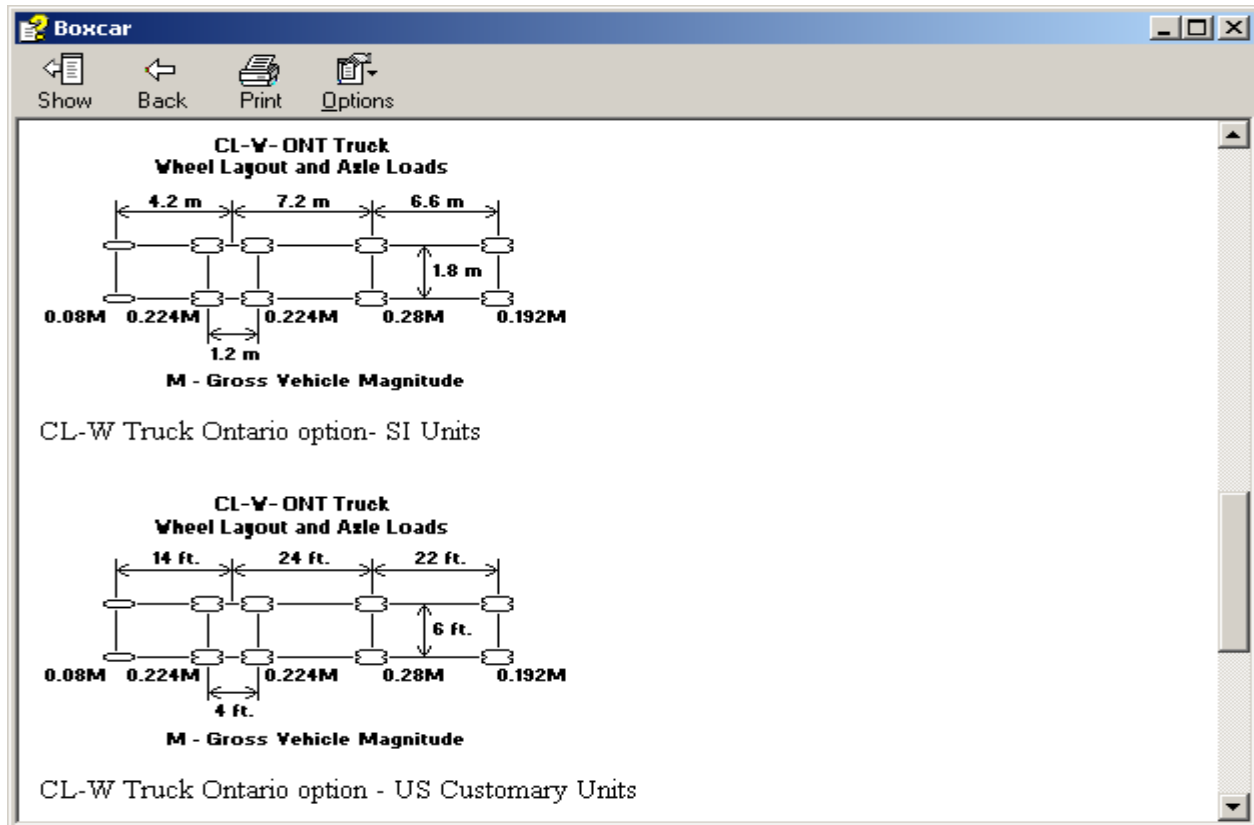 Boxcar
Show Back Print Options
CL-W-ONT Truck
Wheel Layout and Axle Loads
4.2 m 7.2 m 6.6 m
1.8 m
0.08M 0.224M 0.224M 0.28M 0.192M
1.2 m
M - Gross Vehicle Magnitude
CL-W Truck Ontario option- SI Units
CL-W-ONT Truck
Wheel Layout and Axle Loads
14 ft. 24 ft. 22 ft.
6 ft.
0.08M 0.224M 0.224M 0.28M 0.192M
4 ft.
M - Gross Vehicle Magnitude
CL-W Truck Ontario option - US Customary Units